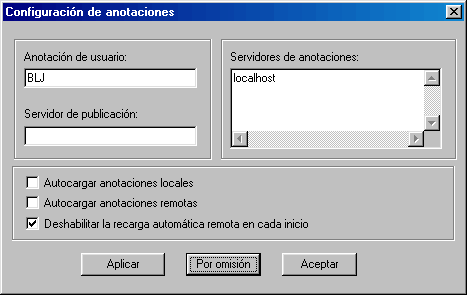 Configuración de anotaciones
Anotación de usuario:
BLJ
Servidor de publicación:
Servidores de anotaciones:
localhost
Autocargar anotaciones locales
Autocargar anotaciones remotas
Deshabilitar la recarga automática remota en cada inicio
Aplicar
Por omisión
Aceptar